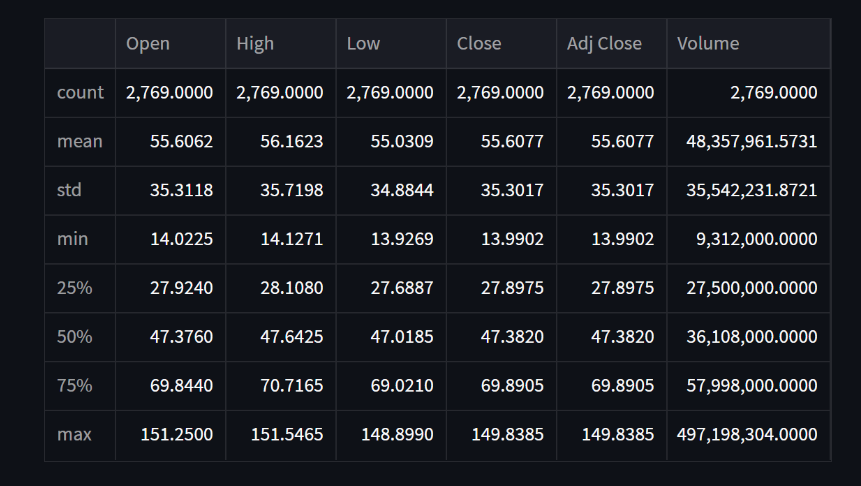 Open High Low Close Adj Close Volume
count 2,769.0000 2,769.0000 2,769.0000 2,769.0000 2,769.0000 2,769.0000
mean 55.6062 56.1623 55.0309 55.6077 55.6077 48,357,961.5731
std 35.3118 35.7198 34.8844 35.3017 35.3017 35,542,231.8721
min 14.0225 14.1271 13.9269 13.9902 13.9902 9,312,000.0000
25% 27.9240 28.1080 27.6887 27.8975 27.8975 27,500,000.0000
50% 47.3760 47.6425 47.0185 47.3820 47.3820 36,108,000.0000
75% 69.8440 70.7165 69.0210 69.8905 69.8905 57,998,000.0000
max 151.2500 151.5465 148.8990 149.8385 149.8385 497,198,304.0000